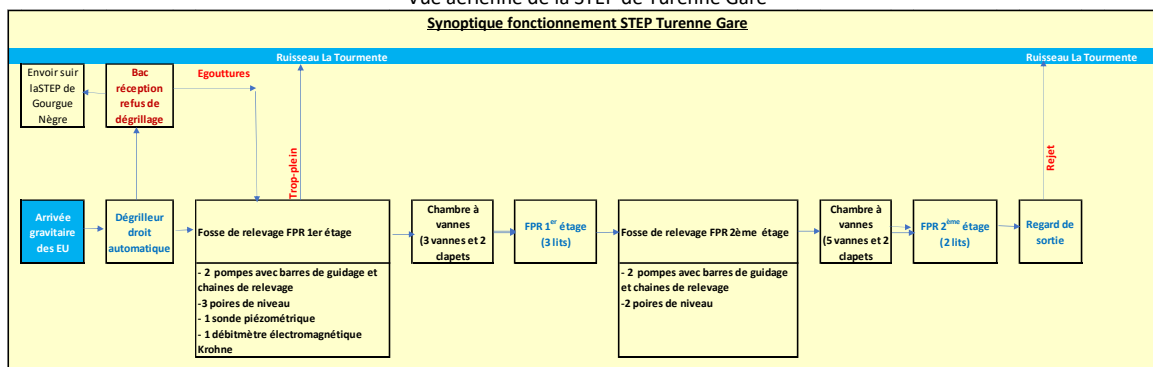 Vue aérienne de la STEP de Turenne Gare
Synoptique fonctionnement STEP Turenne Gare
Ruisseau La Tourmente
Ruisseau La Tourmente
Envoir suir
laSTEP de
Gourgue
Nègre
Bac
réception
refus de
dégrillage
Egouttures
Trop-plein
Rejet
Arrivée
gravitaire
des EU
Dégrilleur
droit
automatique
Fosse de relevage FPR 1er étage
- 2 pompes avec barres de guidage et
chaines de relevage
-3 poires de niveau
- 1 sonde piézométrique
- 1 débitmètre électromagnétique
Krohne
Chambre à
vannes
(3 vannes et 2
clapets
FPR 1er étage
(3 lits)
Fosse de relevage FPR 2ème étage
- 2 pompes avec barres de guidage
et chaines de relevage
-2 poires de niveau
Chambre à
vannes
(5 vannes et 2
clapets
FPR 2ème étage
(2 lits)
Regard de
sortie